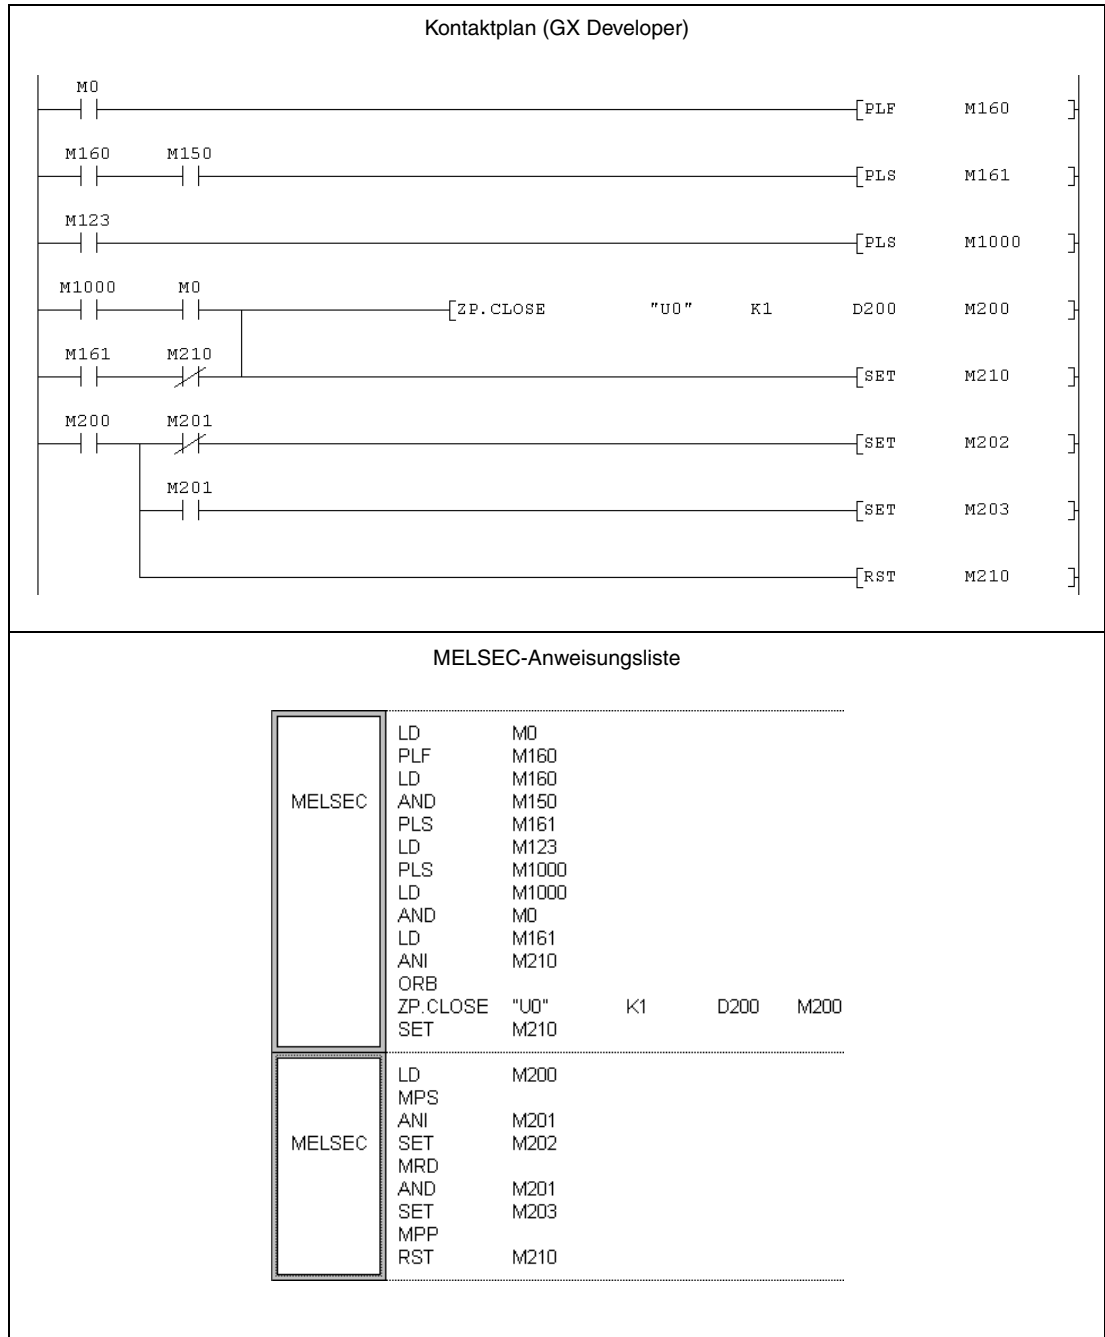 Kontaktplan (GX Developer)
M0
PLF M160
M160 M150
PLS M161
M123
PLS M1000
M1000 M0
ZP.CLOSE "U0" K1 D200 M200
M161 M210
SET M210
M200 M201
SET M202
M201
SET M203
RST M210
MELSEC-Anweisungsliste
MELSEC
LD M0
PLF M160
LD M160
AND M150
PLS M161
LD M123
PLS M1000
LD M1000
AND M0
LD M161
ANI M210
ORB
ZP.CLOSE "U0" K1 D200 M200
SET M210
MELSEC
LD M200
MPS
ANI M201
SET M202
MRD
AND M201
SET M203
MPP
RST M210